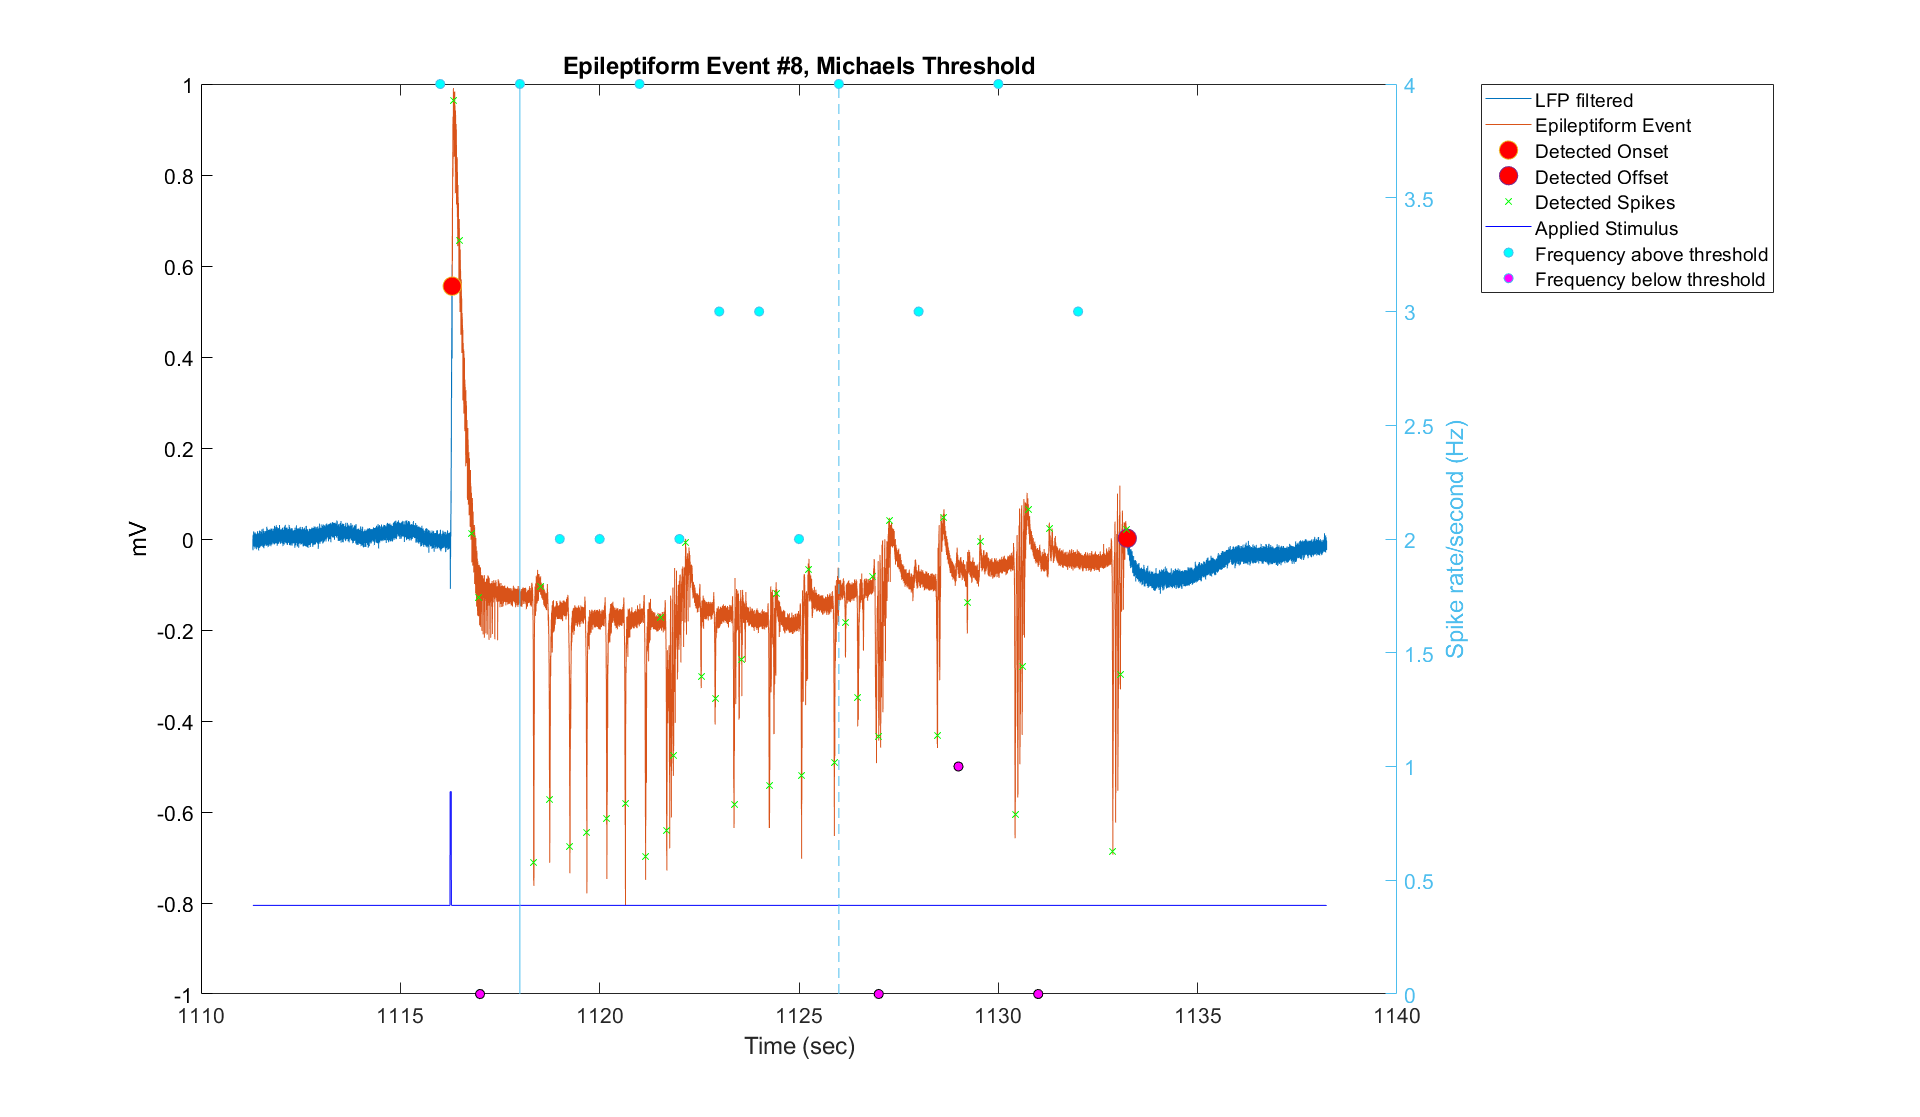 Epileptiform Event #8, Michaels Threshold
1
0.8
0.6
0.4
0.2
0
-0.2
-0.4
-0.6
-0.8
-1
mV
1110
1115
1120
1125
1130
1135
1140
Time (sec)
4
3.5
3
2.5
2
1.5
1
0.5
0
Spike rate/second (Hz)
LFP filtered
Epileptiform Event
Detected Onset
Detected Offset
Detected Spikes
Applied Stimulus
Frequency above threshold
Frequency below threshold